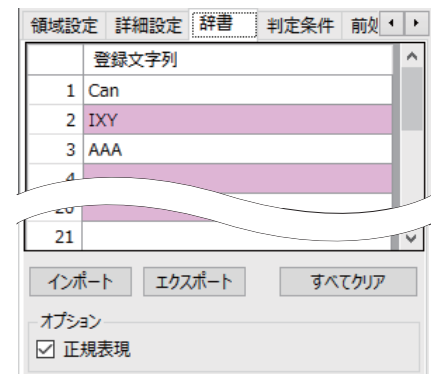 領域設定 詳細設定 辞書 判定条件
登録文字列
1 Can
2 IXY
3 AAA
4
20
21
インポート エクスポート すべてクリア
オプション
正規表現